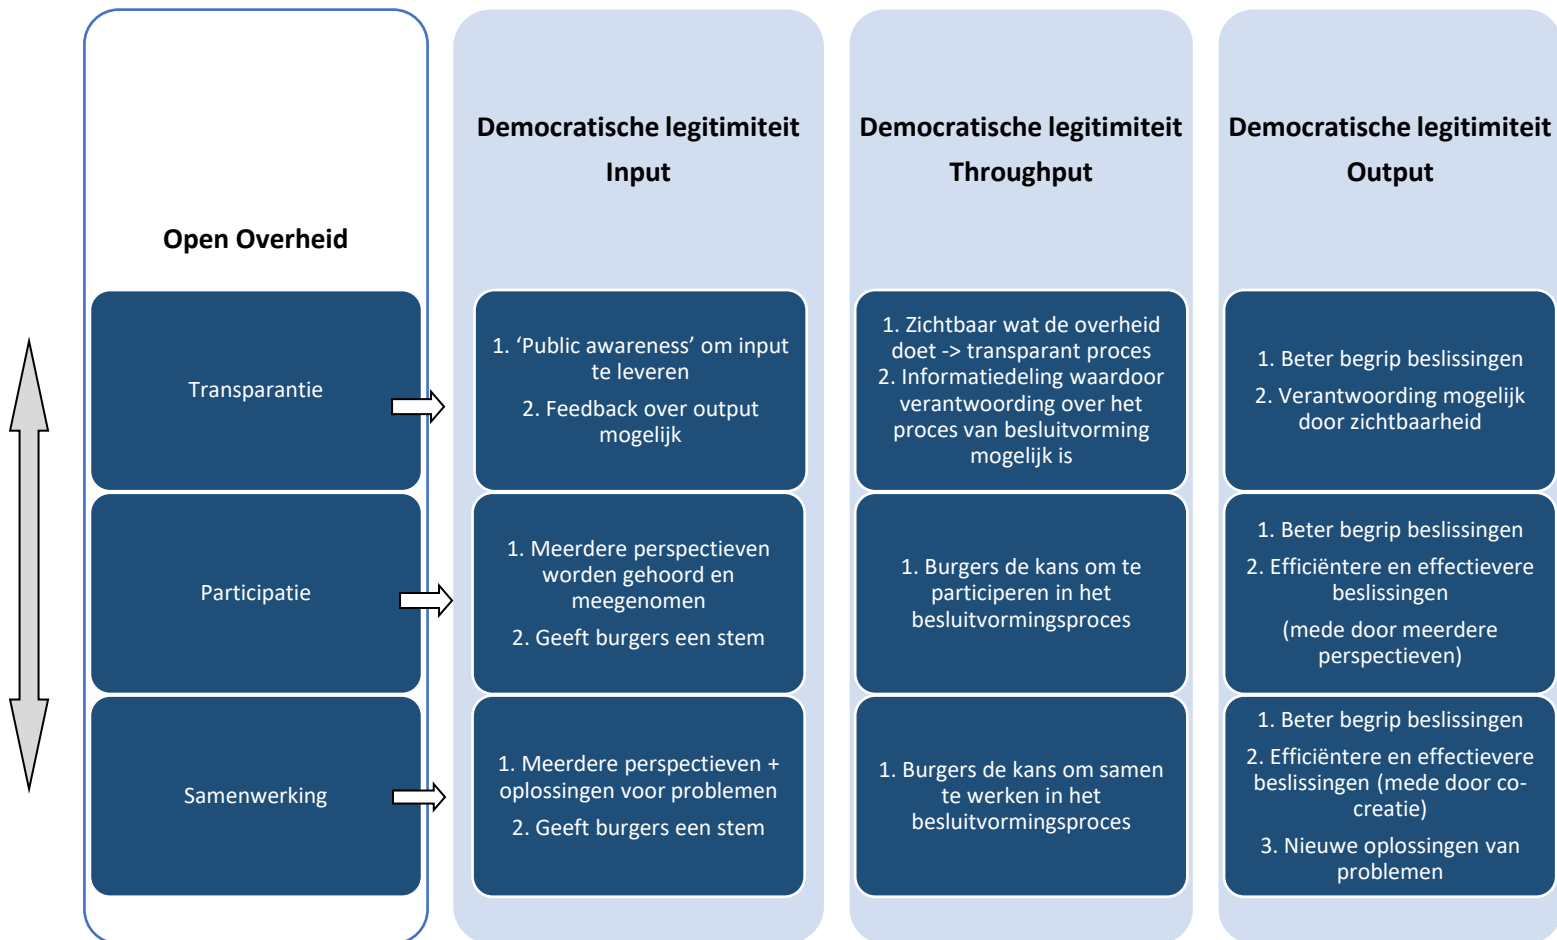 Open Overheid
Democratische legitimiteit
Input
Democratische legitimiteit
Throughput
Democratische legitimiteit
Output
Transparantie
1. ‘Public awareness’ om input
te leveren
2. Feedback over output
mogelijk
1. Zichtbaar wat de overheid
doet -> transparant proces
2. Informatiedeling waardoor
verantwoording over het
proces van besluitvorming
mogelijk is
1. Beter begrip beslissingen
2. Verantwoording mogelijk
door zichtbaarheid
Participatie
1. Meerdere perspectieven
worden gehoord en
meegenomen
2. Geeft burgers een stem
1. Burgers de kans om te
participeren in het
besluitvormingsproces
1. Beter begrip beslissingen
2. Efficiëntere en effectievere
beslissingen
(mede door meerdere
perspectieven)
Samenwerking
1. Meerdere perspectieven +
oplossingen voor problemen
2. Geeft burgers een stem
1. Burgers de kans om samen
te werken in het
besluitvormingsproces
1. Beter begrip beslissingen
2. Efficiëntere en effectievere
beslissingen (mede door co-
creatie)
3. Nieuwe oplossingen van
problemen